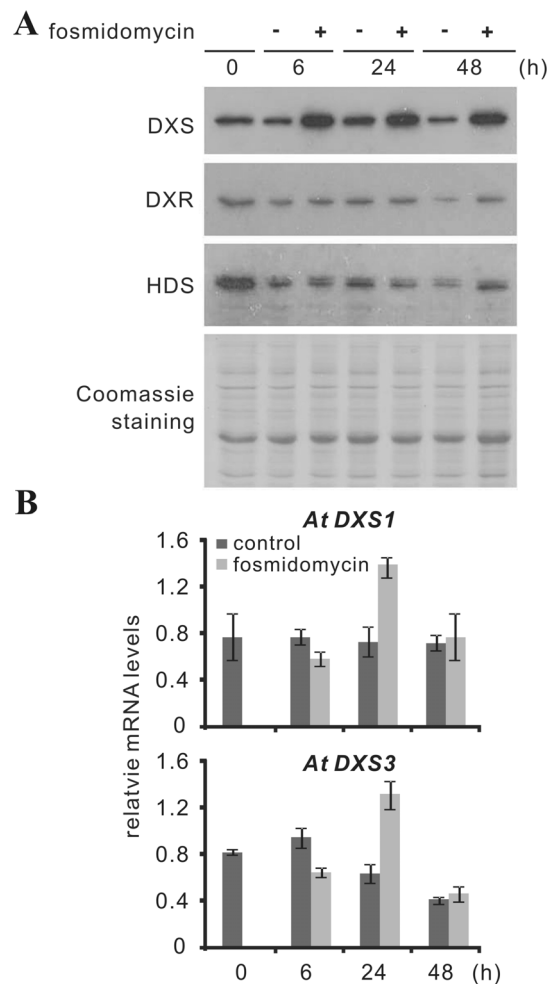 A
fosmidomycin - + - + - +
0 6 24 48 (h)
DXS
DXR
HDS
Coomassie
staining
B
At DXS1
control
fosmidomycin
1.6
1.2
0.8
0.4
0
relatvie mRNA levels
At DXS3
1.6
1.2
0.8
0.4
0
0 6 24 48 (h)